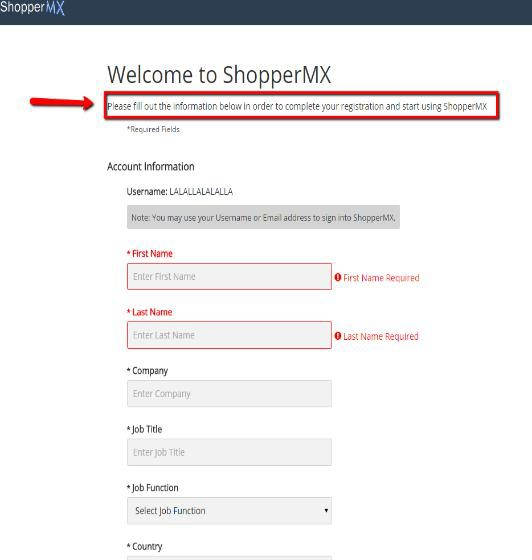 ShopperMX
Welcome to ShopperMX
Please fill out the information below in order to complete your registration and start using ShopperMX
*Required Fields
Account Information
Username: LALALLALALALLA
Note: You may use your Username or Email address to sign into ShopperMX.
* First Name
Enter First Name
First Name Required
* Last Name
Enter Last Name
Last Name Required
* Company
Enter Company
* Job Title
Enter Job Title
* Job Function
Select Job Function
* Country